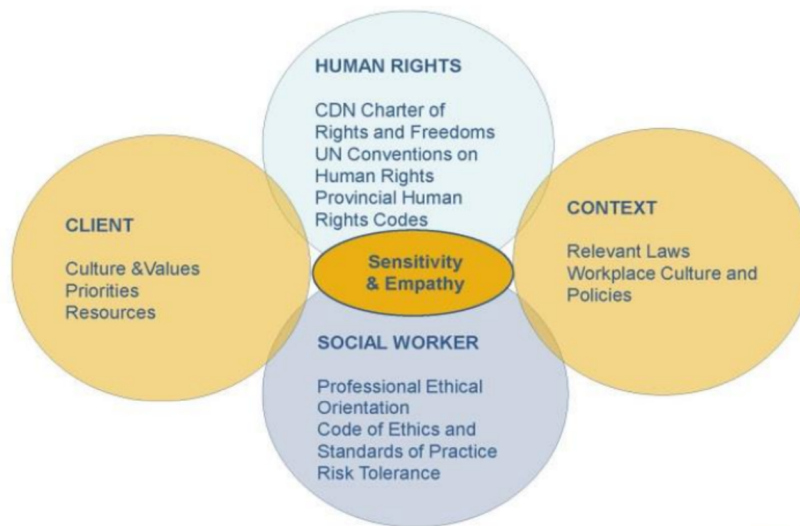 HUMAN RIGHTS
CDN Charter of
Rights and Freedoms
UN Conventions on
Human Rights
Provincial Human
Rights Codes
CLIENT
Culture &Values
Priorities
Resources
Sensitivity
& Empathy
CONTEXT
Relevant Laws
Workplace Culture and
Policies
SOCIAL WORKER
Professional Ethical
Orientation
Code of Ethics and
Standards of Practice
Risk Tolerance